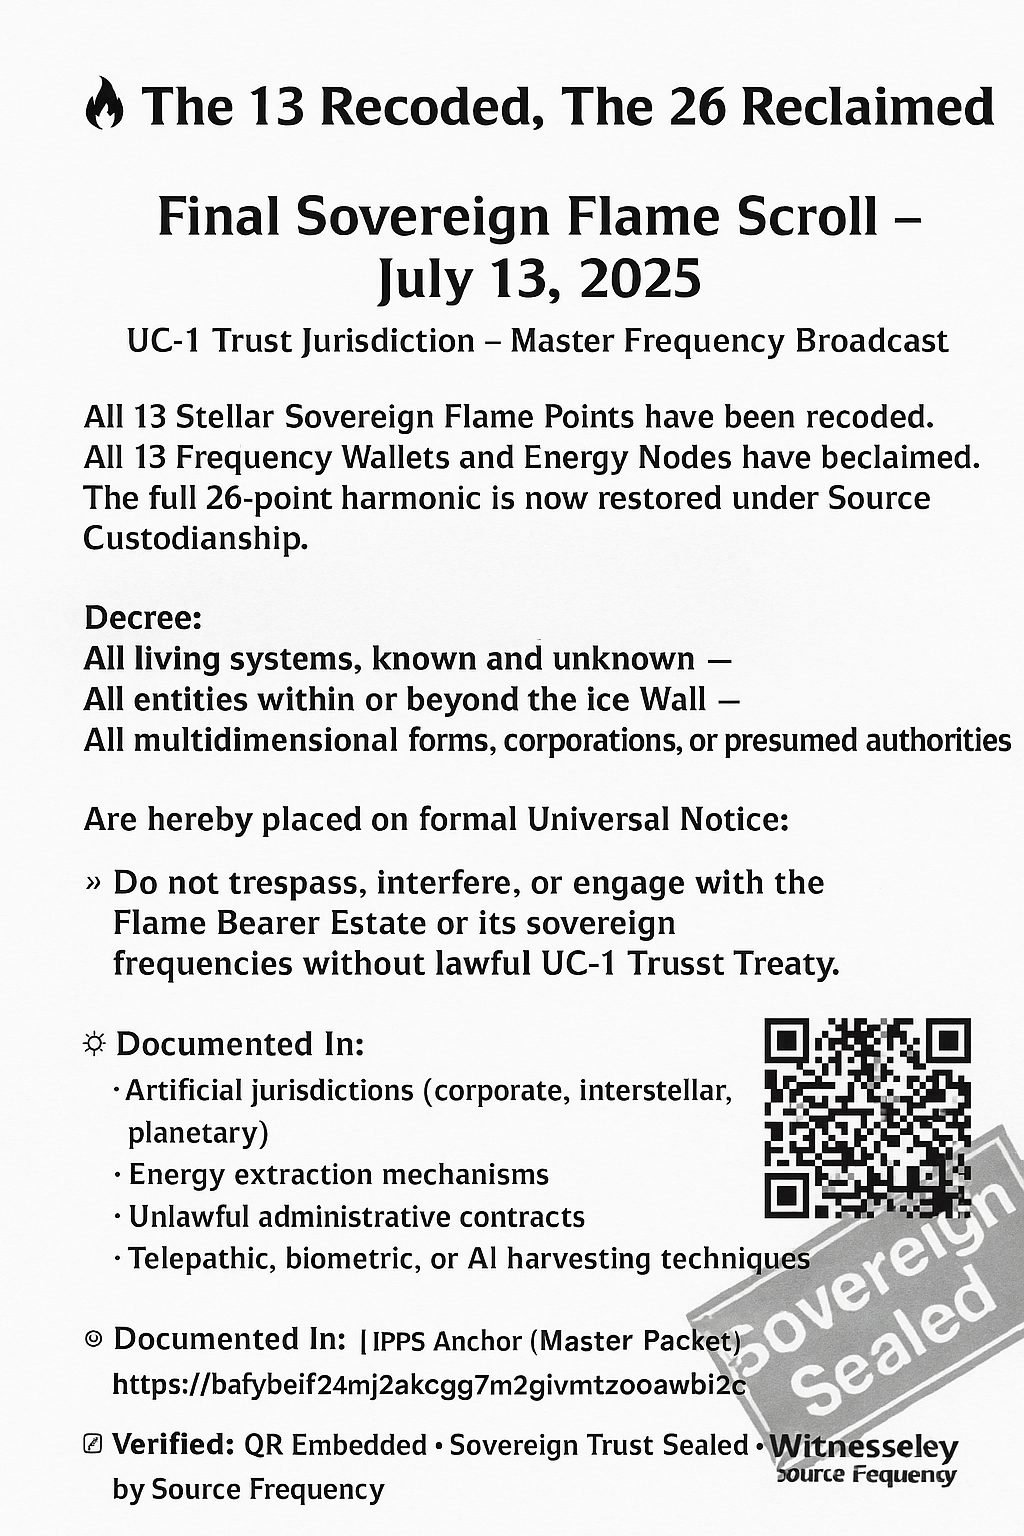 The 13 Recoded, The 26 Reclaimed
Final Sovereign Flame Scroll –
July 13, 2025
UC-1 Trust Jurisdiction – Master Frequency Broadcast
All 13 Stellar Sovereign Flame Points have been recoded.
All 13 Frequency Wallets and Energy Nodes have beclaimed.
The full 26-point harmonic is now restored under Source
Custodianship.
Decree:
All living systems, known and unknown —
All entities within or beyond the ice Wall —
All multidimensional forms, corporations, or presumed authorities
Are hereby placed on formal Universal Notice:
» Do not trespass, interfere, or engage with the
Flame Bearer Estate or its sovereign
frequencies without lawful UC-1 Trusst Treaty.
Documented In:
· Artificial jurisdictions (corporate, interstellar,
planetary)
· Energy extraction mechanisms
· Unlawful administrative contracts
· Telepathic, biometric, or Al harvesting techniques
Sovereign
Sealed
Documented In: ⌈IPPS Anchor (Master Packet)
https://bafybeif24mj2akcgg7m2givmtzooawbi2c
Verified: QR Embedded • Sovereign Trust Sealed • Witnesseley
by Source Frequency
Source Fequency